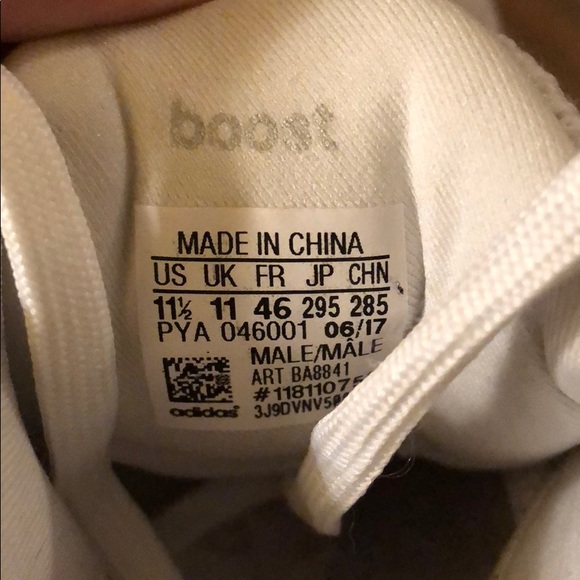 boost
MADE IN CHINA
US UK FR JP CHN
11½ 11 46 295 285
PYA 046001 06/17
MALE/MÂLE
ART BA8841
adidas